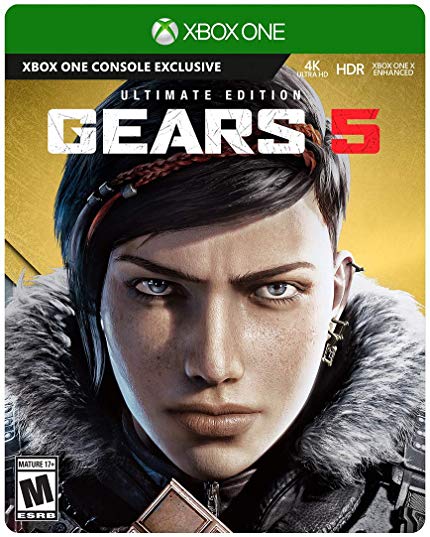 XBOX ONE
XBOX ONE CONSOLE EXCLUSIVE
4K
ULTRA HD
HDR
XBOX ONE X
ENHANCED
ULTIMATE EDITION
GEARS 5
MATURE 17+
M
ESRB